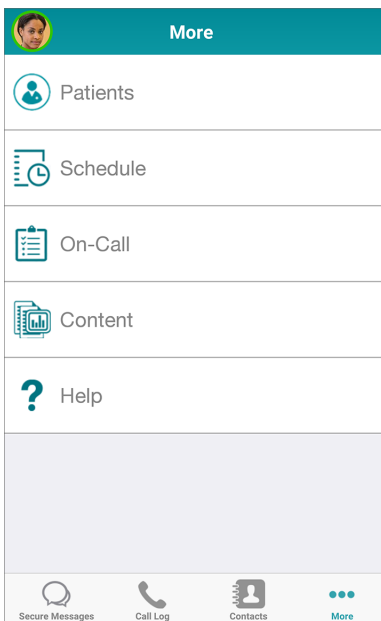 More
Patients
Schedule
On-Call
Content
? Help
Secure Messages
Call Log
Contacts
More